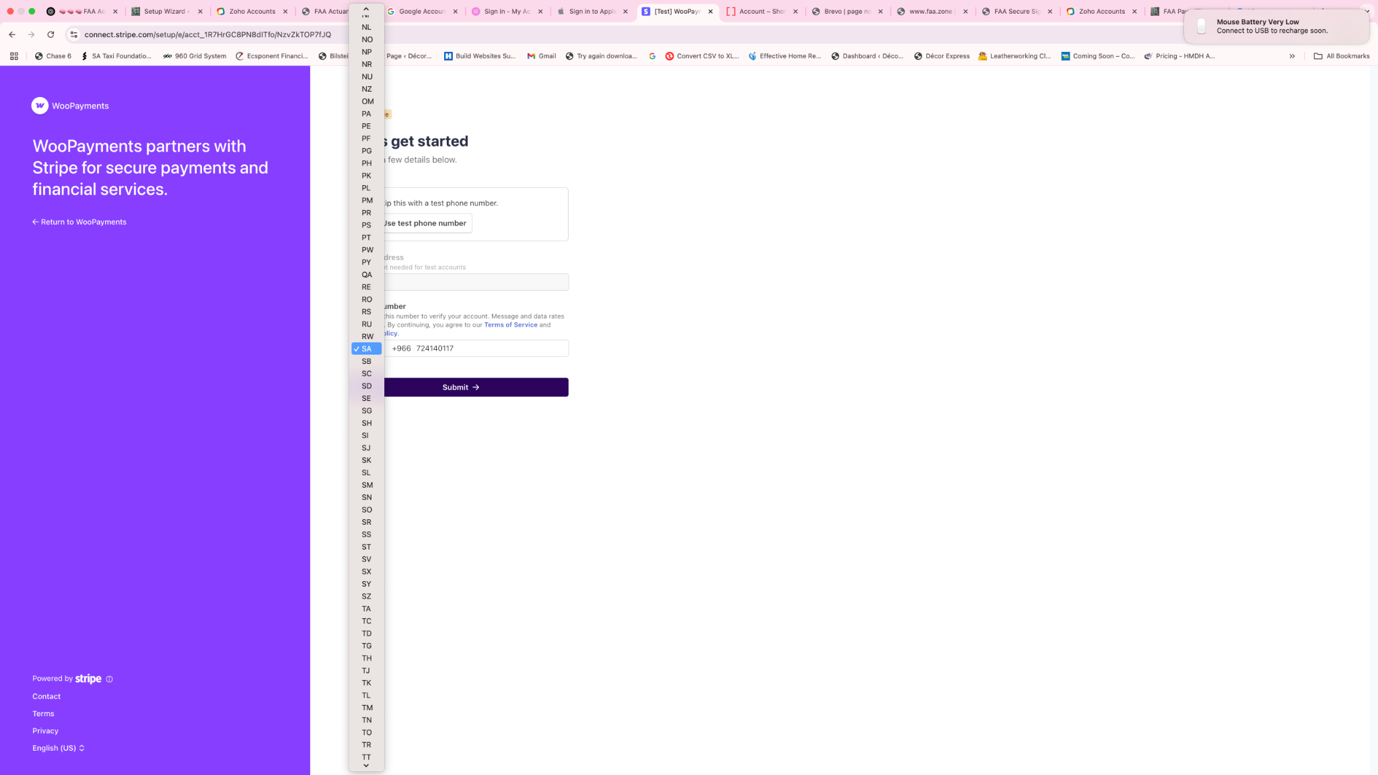 FAA Ac
Setup Wizard ‹
Zoho Accounts
FAA Actuar
Google Accoun
Sign in - My Ac
Sign in to Apple
[Test] WooPay
Account – Sho
Brevo | page no
www.faa.zone
FAA Secure Sig
Zoho Accounts
FAA Pa
Mouse Battery Very Low
Connect to USB to recharge soon.
connect.stripe.com/setup/e/acct_1R7HrGC8PN8dITfo/NzvZkTOP7fJQ
Chase 6
SA Taxi Foundatio...
960 Grid System
Ecsponent Financi...
Bilstei
Page ‹ Décor...
Build Websites Su...
Gmail
Try again downloa...
Convert CSV to XL...
Effective Home Re...
Dashboard ‹ Déco...
Décor Express
Leatherworking Cl...
Coming Soon – Co...
Pricing - HMDH A...
»
All Bookmarks
WooPayments
WooPayments partners with
Stripe for secure payments and
financial services.
← Return to WooPayments
Powered by stripe
Contact
Terms
Privacy
English (US)
NL
NO
NP
NR
NU
NZ
OM
PA
PE
PF
PG
PH
PK
PL
PM
PR
PS
PT
PW
PY
QA
RE
RO
RS
RU
RW
✓ SA
SB
SC
SD
SE
SG
SH
SI
SJ
SK
SL
SM
SN
SO
SR
SS
ST
SV
SX
SY
SZ
TA
TC
TD
TG
TH
TJ
TK
TL
TM
TN
TO
TR
TT
s get started
few details below.
ip this with a test phone number.
Use test phone number
dress
t needed for test accounts
umber
this number to verify your account. Message and data rates
. By continuing, you agree to our Terms of Service and
olicy.
+966 724140117
Submit →